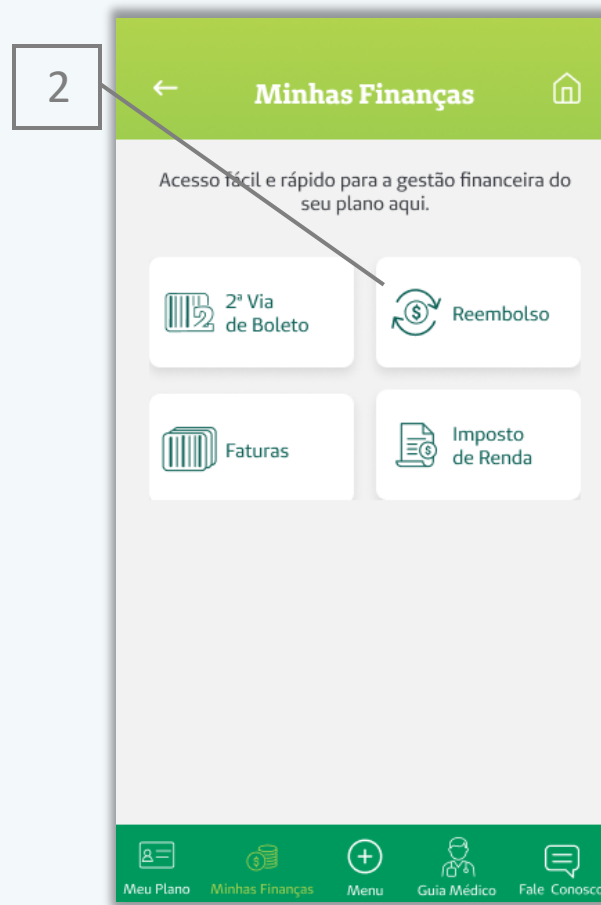 2
Minhas Finanças
Acesso fácil e rápido para a gestão financeira do
seu plano aqui.
2ª Via
de Boleto
Reembolso
Faturas
Imposto
de Renda
Meu Plano
Minhas Finanças
Menu
Guia Médico
Fale Conosco